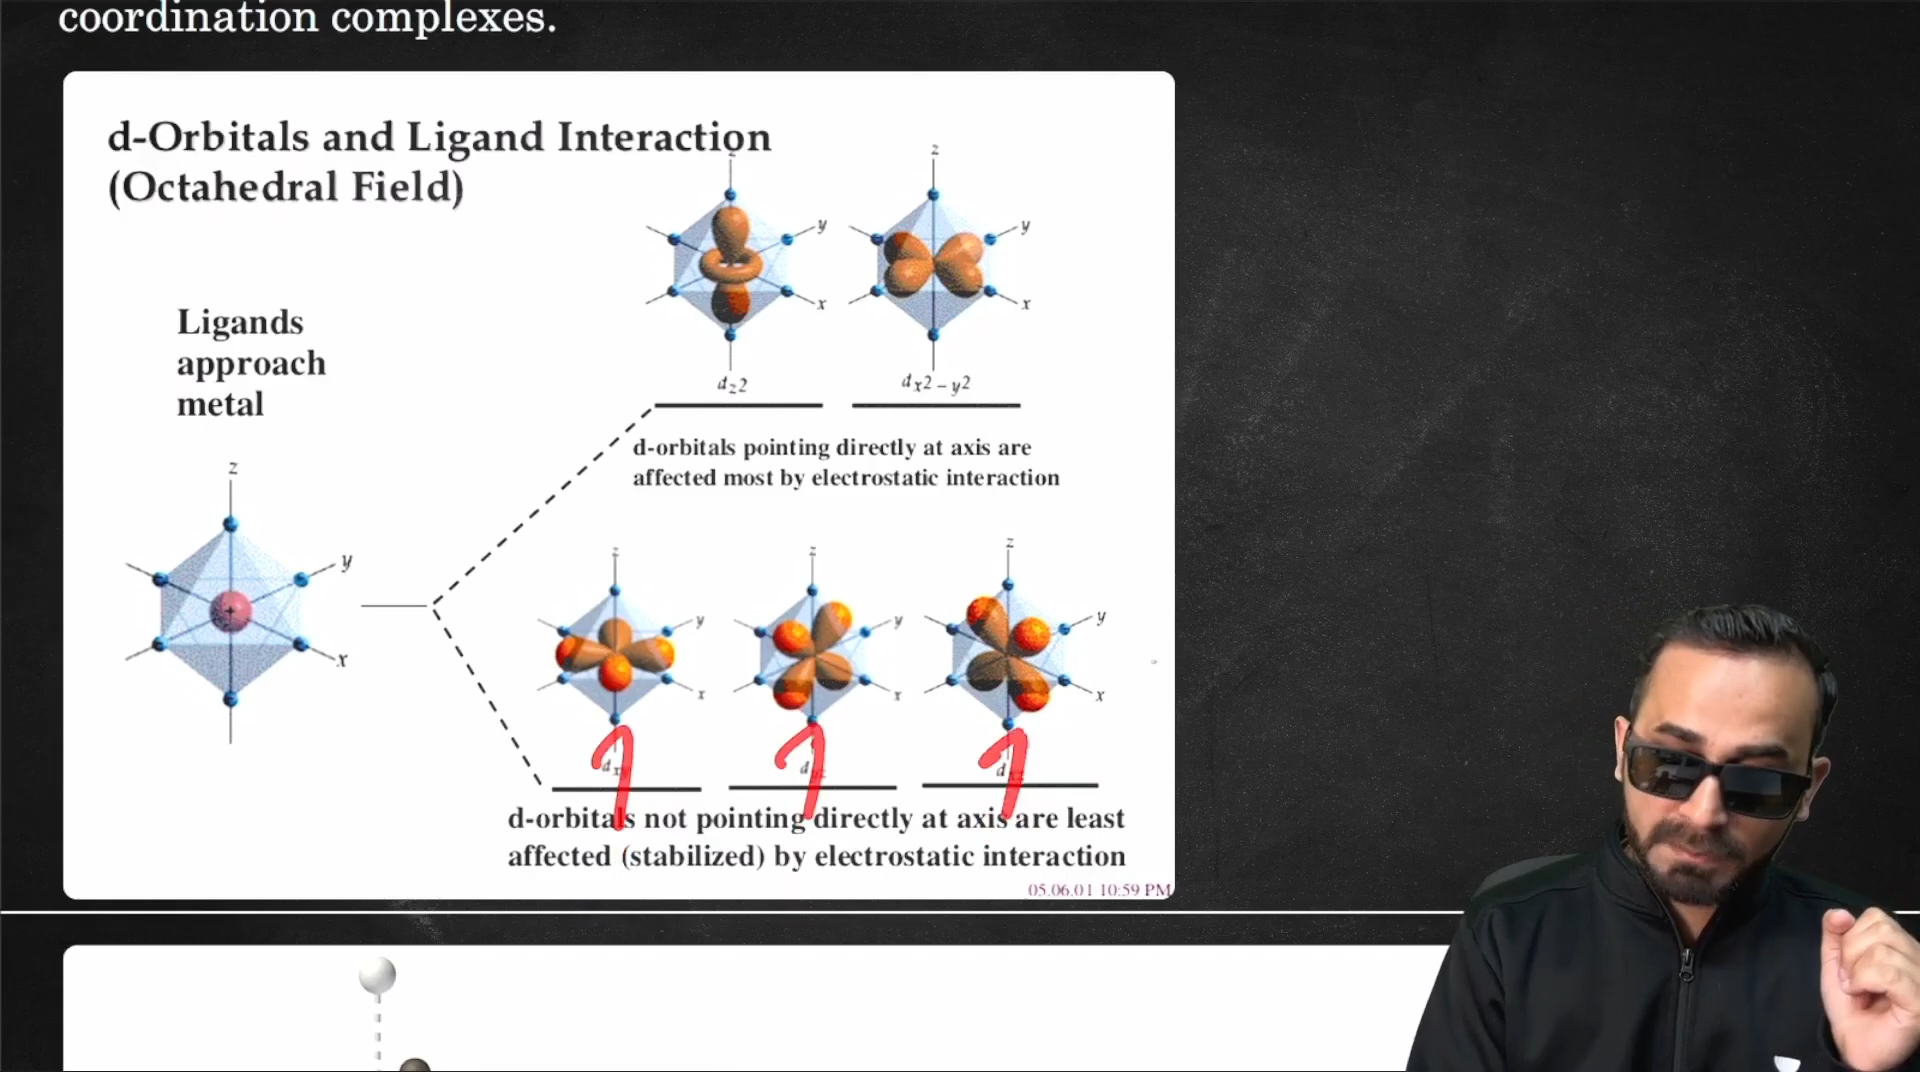 coordination complexes.
d-Orbitals and Ligand Interaction
(Octahedral Field)
Ligands
approach
metal
z
y
x
+
z
y
x
dz2
z
y
x
dx2 – y2
d-orbitals pointing directly at axis are
affected most by electrostatic interaction
z
y
x
z
y
x
z
y
x
d-orbitals not pointing directly at axis are least
affected (stabilized) by electrostatic interaction
05.06.01 10:59 PM